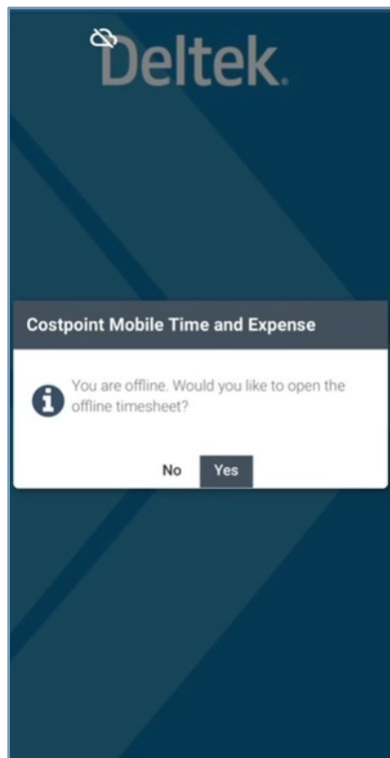 Deltek.
Costpoint Mobile Time and Expense
You are offline. Would you like to open the
offline timesheet?
No Yes